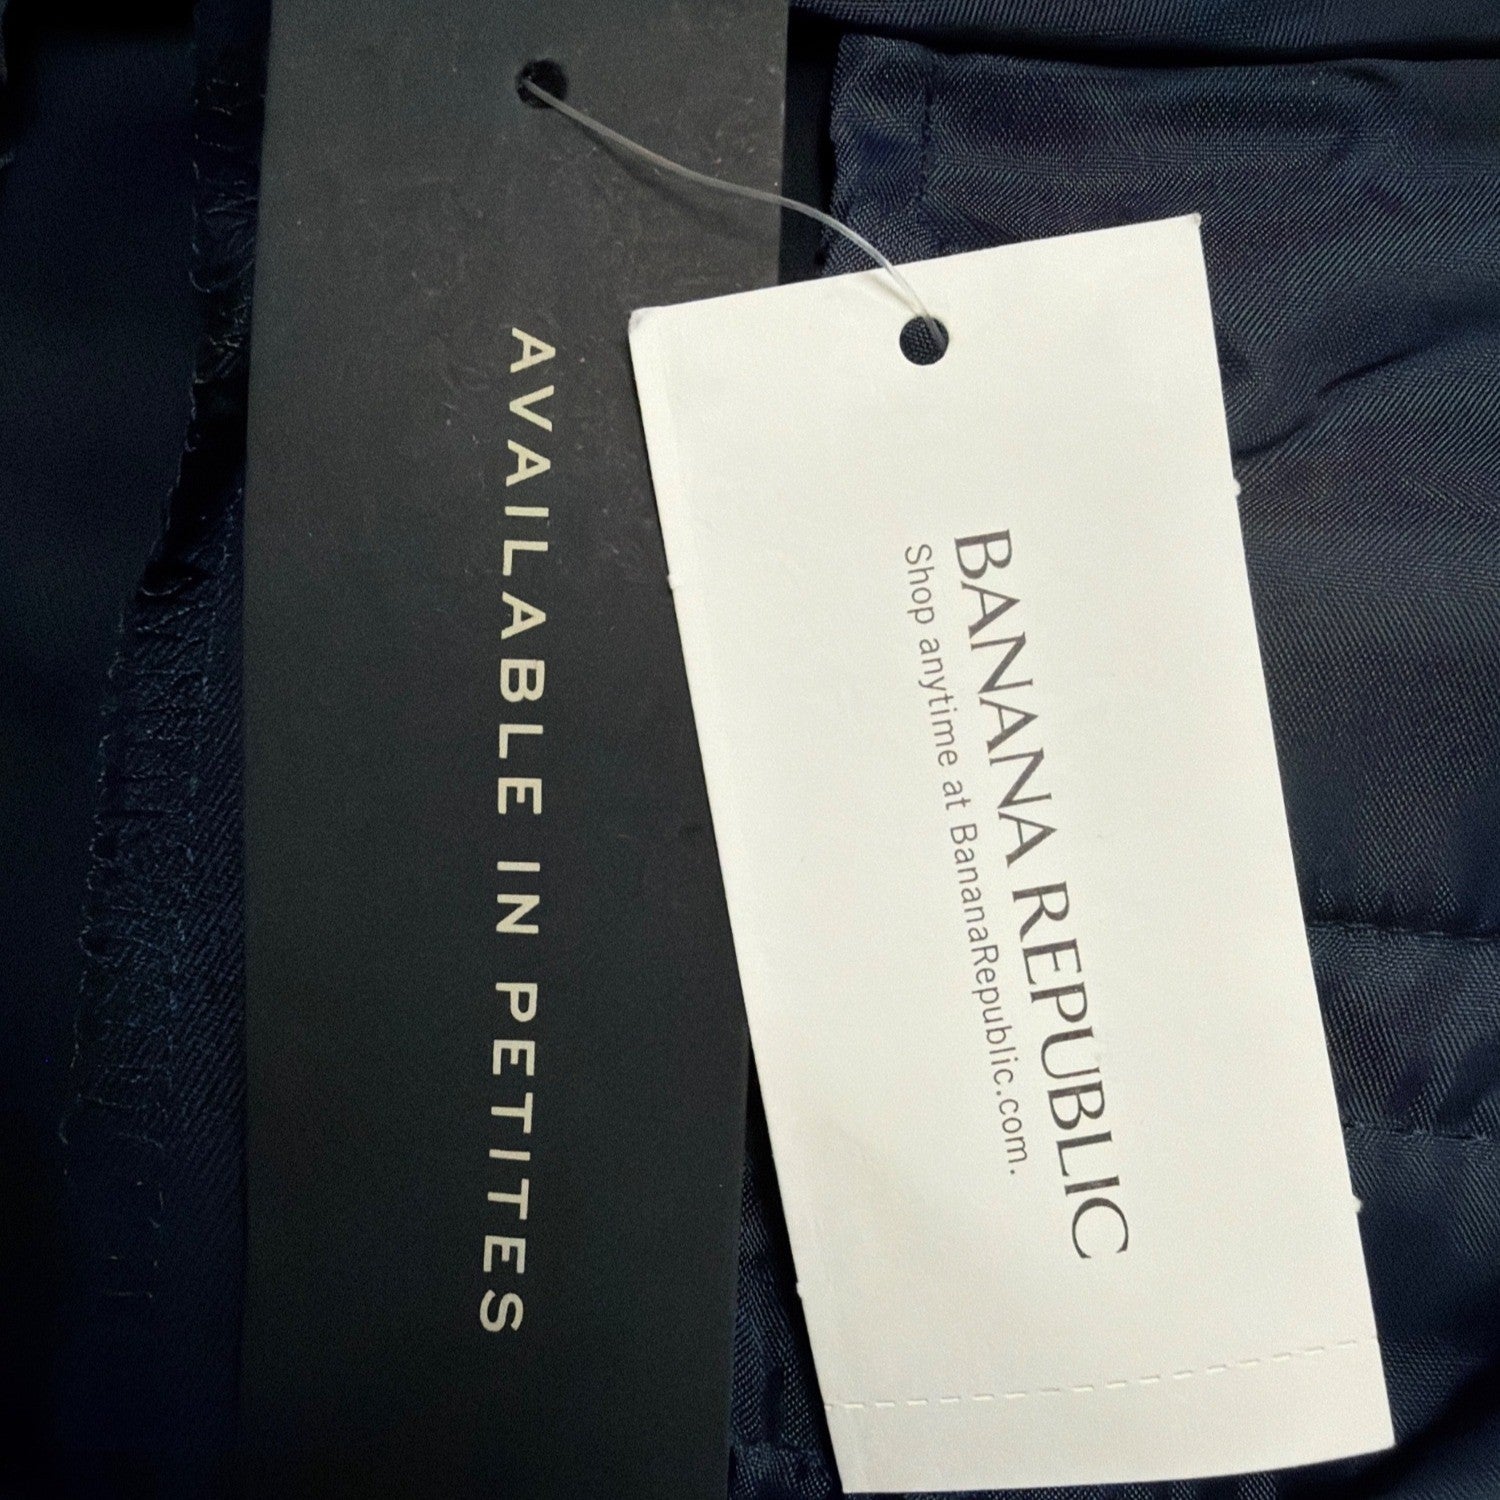 AVAILABLE IN PETITES
BANANA REPUBLIC
Shop anytime at BananaRepublic.com.